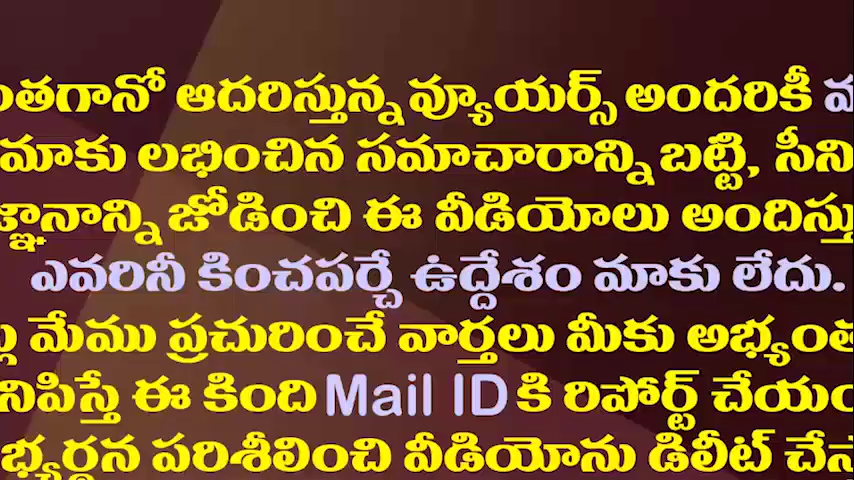 ంతగానో ఆదరిస్తున్న వ్యూయర్స్ అందరికీ
మాకు లభించిన సమాచారాన్ని బట్టి, సీని
జ్ఞానాన్ని జోడించి ఈ వీడియోలు అందిస్తు
ఎవరినీ కించపర్చే ఉద్దేశం మాకు లేదు.
మేము ప్రచురించే వార్తలు మీకు అభ్యంత
నిపిస్తే ఈ కింది Mail ID కి రిపోర్ట్ చేయం
భ్యర్ధన పరిశీలించి వీడియోను డిలీట్ చేస